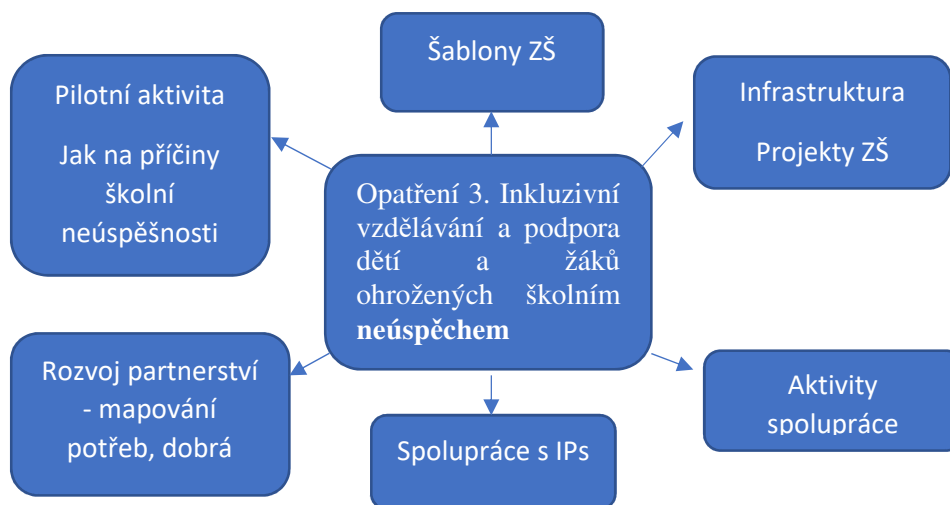 Šablony ZŠ
Pilotní aktivita
Jak na příčiny
školní
neúspěšnosti
Infrastruktura
Projekty ZŠ
Opatření 3. Inkluzivní
vzdělávání a podpora
dětí a žáků
ohrožených školním
neúspěchem
Rozvoj partnerství
- mapování
potřeb, dobrá
Spolupráce s IPs
Aktivity
spolupráce